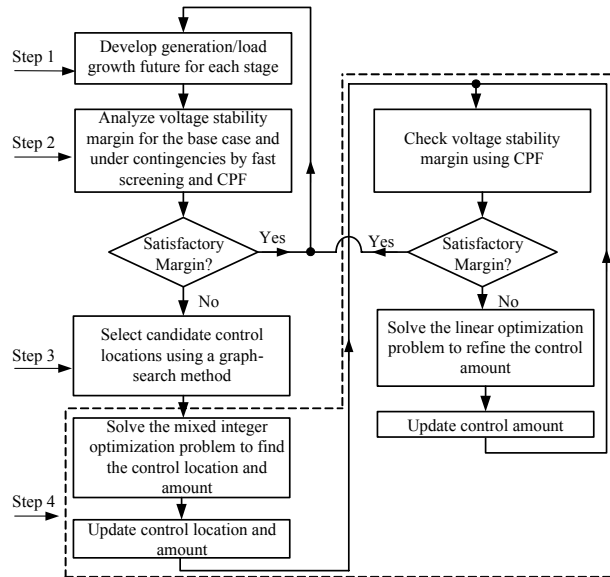 Step 1
Develop generation/load
growth future for each stage
Step 2
Analyze voltage stability
margin for the base case and
under contingencies by fast
screening and CPF
Satisfactory
Margin?
Yes
No
Step 3
Select candidate control
locations using a graph-
search method
Step 4
Solve the mixed integer
optimization problem to find
the control location and
amount
Update control location and
amount
Check voltage stability
margin using CPF
Yes
Satisfactory
Margin?
No
Solve the linear optimization
problem to refine the control
amount
Update control amount